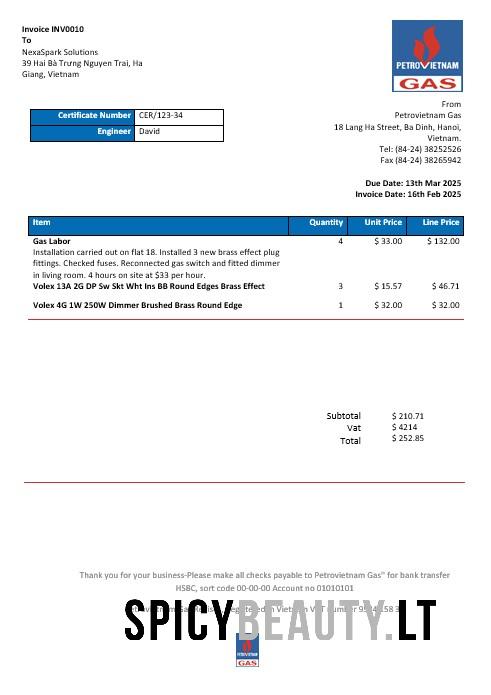 Invoice INV0010
To
NexaSpark Solutions
39 Hai Bà Trưng Nguyen Trai, Ha
Giang, Vietnam
PETROVIETNAM
GAS
Certificate Number CER/123-34
Engineer David
From
Petrovietnam Gas
18 Lang Ha Street, Ba Dinh, Hanoi,
Vietnam.
Tel: (84-24) 38252526
Fax (84-24) 38265942
Due Date: 13th Mar 2025
Invoice Date: 16th Feb 2025
Item Quantity Unit Price Line Price
Gas Labor 4 $ 33.00 $ 132.00
Installation carried out on flat 18. Installed 3 new brass effect plug
fittings. Checked fuses. Reconnected gas switch and fitted dimmer
in living room. 4 hours on site at $33 per hour.
Volex 13A 2G DP Sw Skt Wht Ins BB Round Edges Brass Effect 3 $ 15.57 $ 46.71
Volex 4G 1W 250W Dimmer Brushed Brass Round Edge 1 $ 32.00 $ 32.00
Subtotal $ 210.71
Vat $ 4214
Total $ 252.85
Thank you for your business-Please make all checks payable to Petrovietnam Gas" for bank transfer
HSBC, sort code 00-00-00 Account no 01010101
SPICYBEAUTY.LT
PETROVIETNAM
GAS